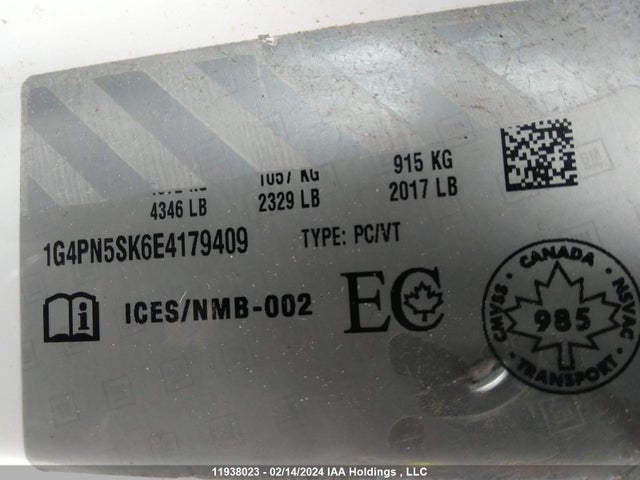 1057 KG 915 KG
4346 LB 2329 LB 2017 LB
1G4PN5SK6E4179409 TYPE: PC/VT
i ICES/NMB-002 EC
CANADA
CMVSS 985 NSVAC
TRANSPORT
GM
11938023 - 02/14/2024 IAA Holdings , LLC